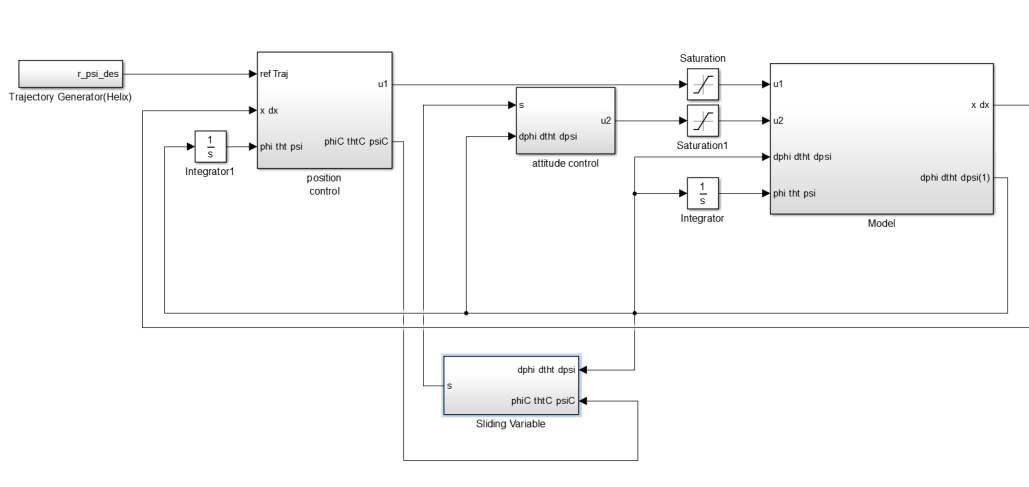 r_psi_des
Trajectory Generator(Helix)
ref Traj
x dx
phi tht psi
u1
phiC thtC psiC
position
control
1
s
Integrator1
s
dphi dtht dpsi
u2
attitude control
Saturation
Saturation1
1
s
Integrator
u1
u2
dphi dtht dpsi
phi tht psi
x dx
dphi dtht dpsi(1)
Model
dphi dtht dpsi
s
phiC thtC psiC
Sliding Variable